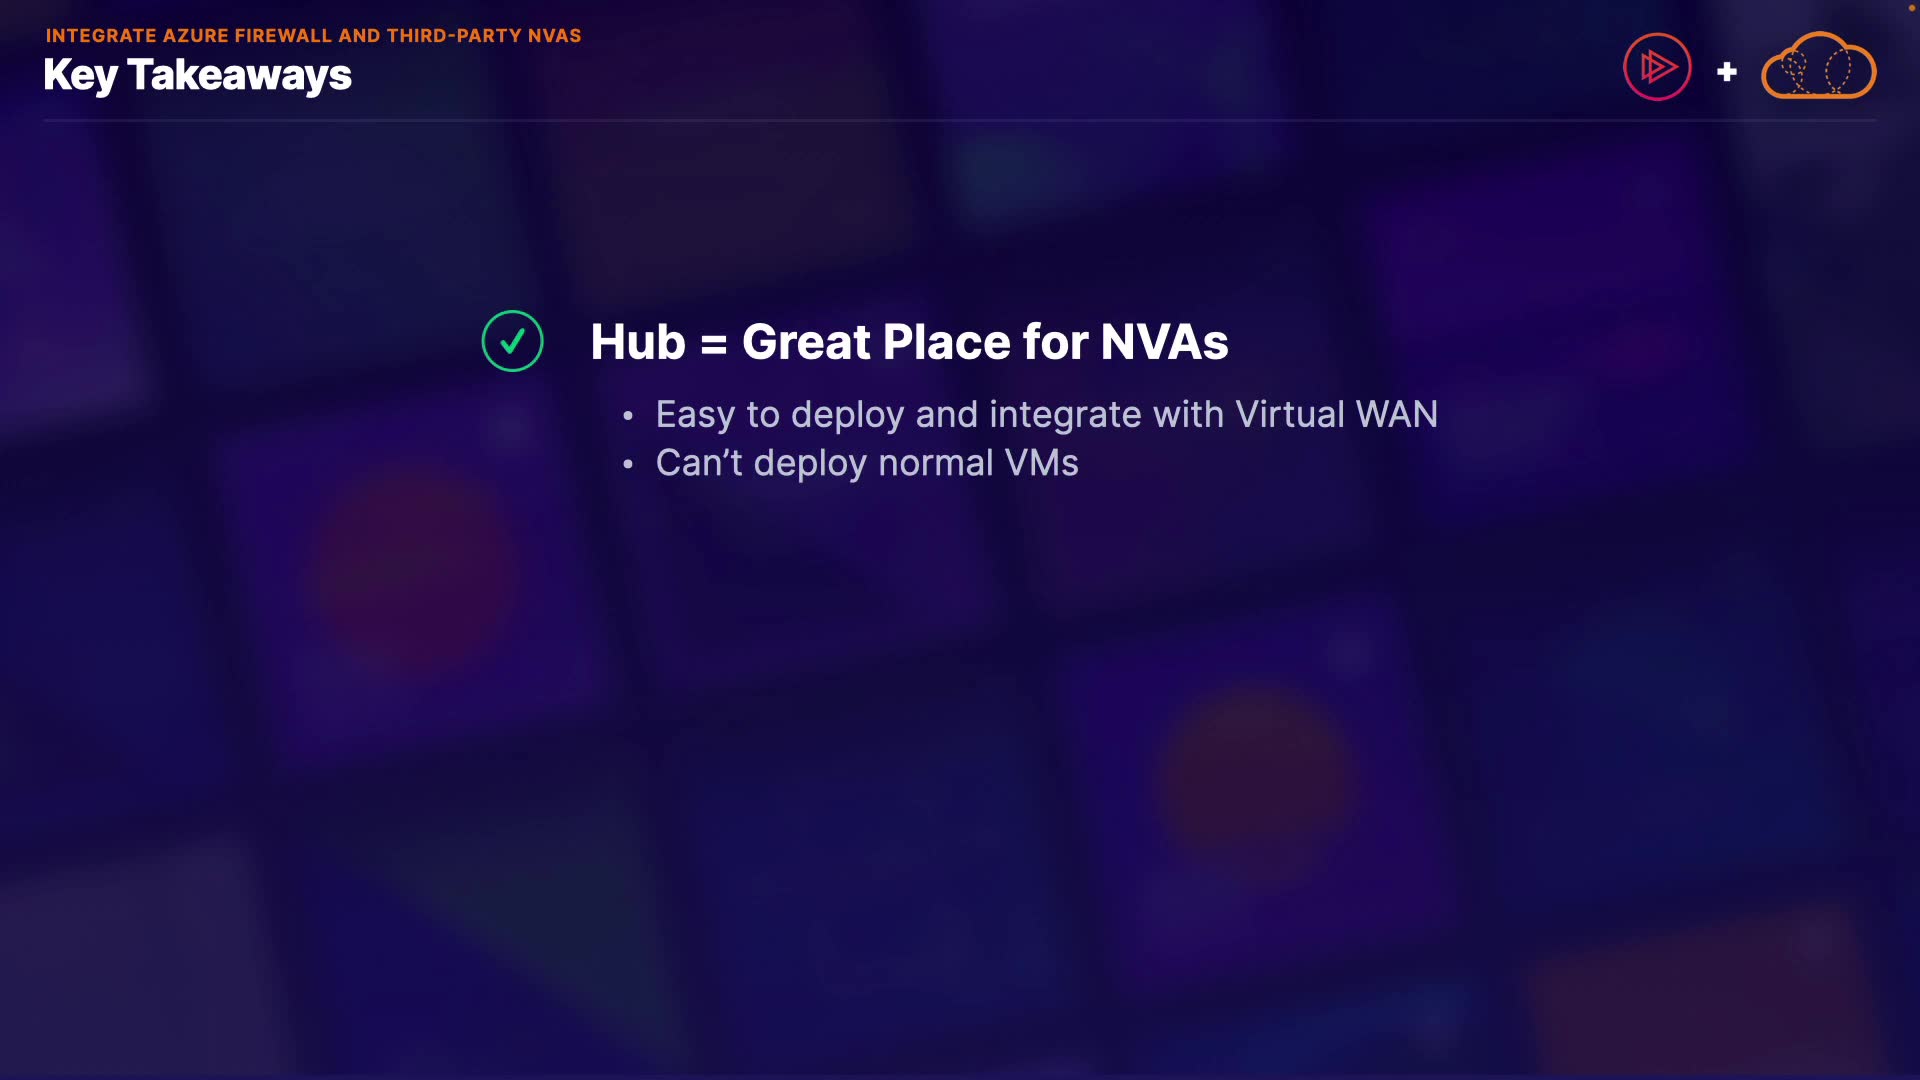 INTEGRATE AZURE FIREWALL AND THIRD-PARTY NVAS
Key Takeaways
Hub = Great Place for NVAs
• Easy to deploy and integrate with Virtual WAN
• Can’t deploy normal VMs